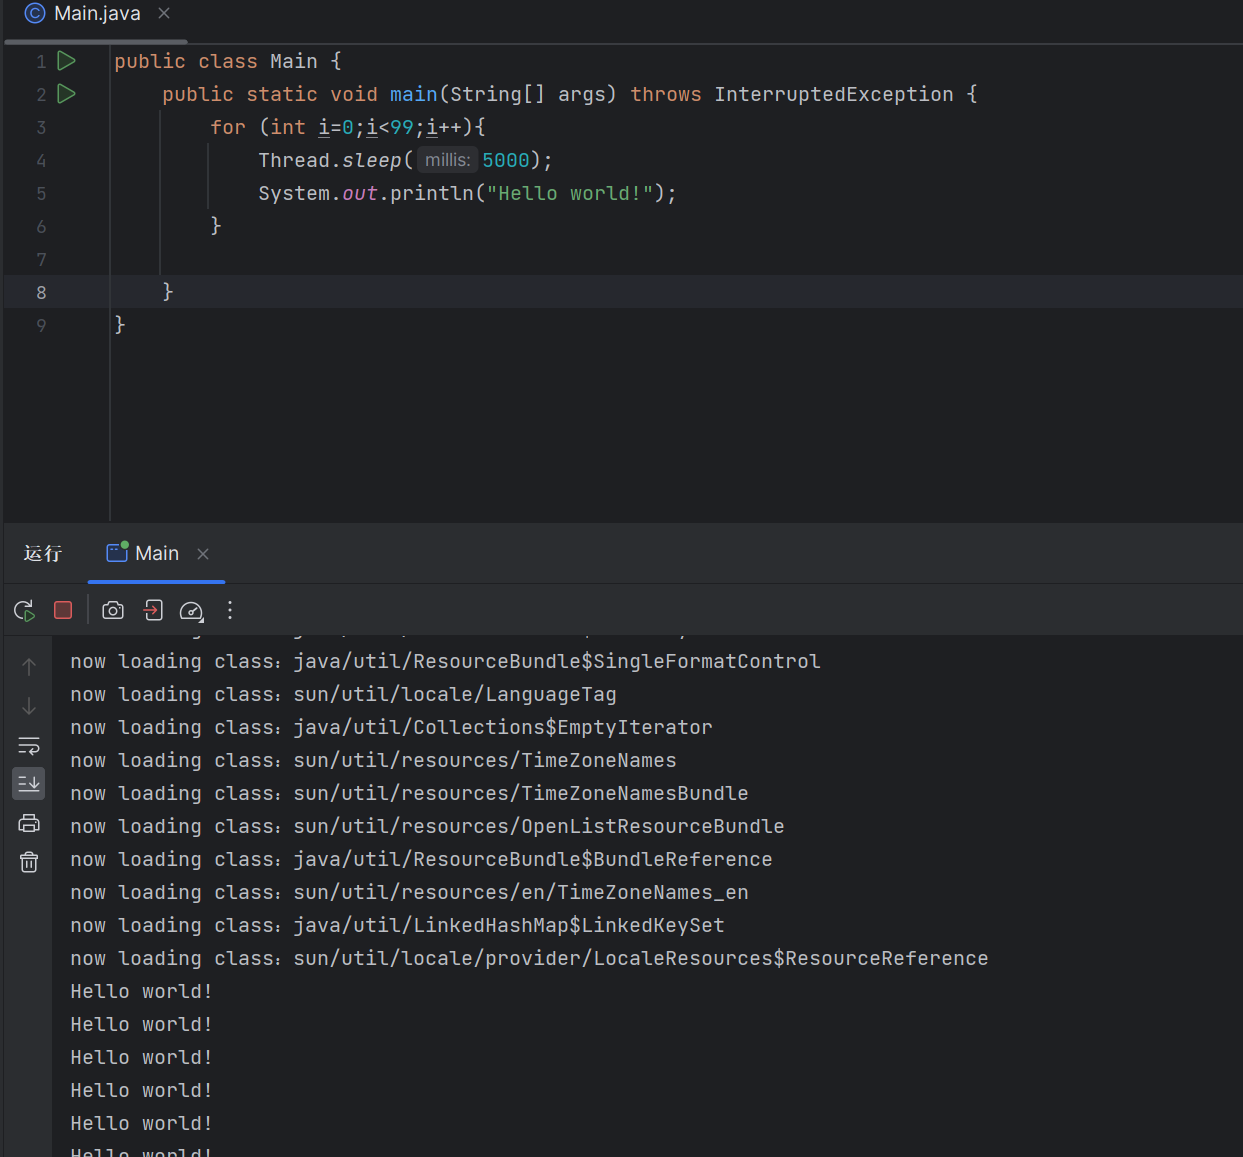 Main.java
1 public class Main {
2 public static void main(String[] args) throws InterruptedException {
3 for (int i=0;i<99;i++){
4 Thread.sleep( millis: 5000);
5 System.out.println("Hello world!");
6 }
7
8 }
9 }
运行 Main
now loading class：java/util/ResourceBundle$SingleFormatControl
now loading class：sun/util/locale/LanguageTag
now loading class：java/util/Collections$EmptyIterator
now loading class：sun/util/resources/TimeZoneNames
now loading class：sun/util/resources/TimeZoneNamesBundle
now loading class：sun/util/resources/OpenListResourceBundle
now loading class：java/util/ResourceBundle$BundleReference
now loading class：sun/util/resources/en/TimeZoneNames_en
now loading class：java/util/LinkedHashMap$LinkedKeySet
now loading class：sun/util/locale/provider/LocaleResources$ResourceReference
Hello world!
Hello world!
Hello world!
Hello world!
Hello world!
Hello world!